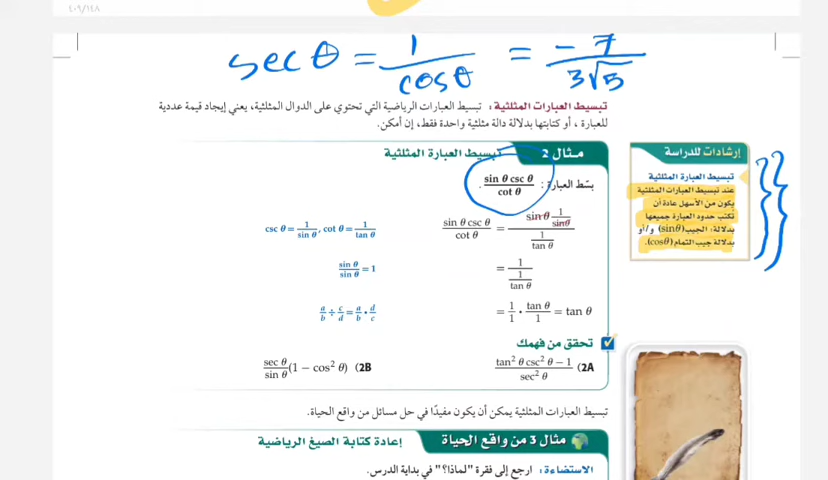 ٤٠٩/١٤٨
sec θ = 1/cos θ = -7/3√5
تبسيط العبارات المثلثية: تبسيط العبارات الرياضية التي تحتوي على الدوال المثلثية، يعني إيجاد قيمة عددية
للعبارة، أو كتابتها بدلالة دالة مثلثية واحدة فقط، إن أمكن.
مثال 2 تبسيط العبارة المثلثية
بسّط العبارة: sin θ csc θ / cot θ.
csc θ = 1/sin θ, cot θ = 1/tan θ
sin θ csc θ / cot θ = (sin θ 1/sin θ) / (1/tan θ)
sin θ/sin θ = 1
= 1 / (1/tan θ)
a/b ÷ c/d = a/b · d/c
= 1/1 · tan θ/1 = tan θ
تحقق من فهمك
(2A tan² θ csc² θ − 1 / sec² θ
(2B sec θ/sin θ (1 − cos² θ)
تبسيط العبارات المثلثية يمكن أن يكون مفيدًا في حل مسائل من واقع الحياة.
مثال 3 من واقع الحياة إعادة كتابة الصيغ الرياضية
الاستضاءة: ارجع إلى فقرة "لماذا؟" في بداية الدرس.
إرشادات للدراسة
تبسيط العبارة المثلثية
عند تبسيط العبارات المثلثية
يكون من الأسهل عادة أن
تكتب حدود العبارة جميعها
بدلالة: الجيب (sin θ) و/أو
بدلالة جيب التمام (cos θ).